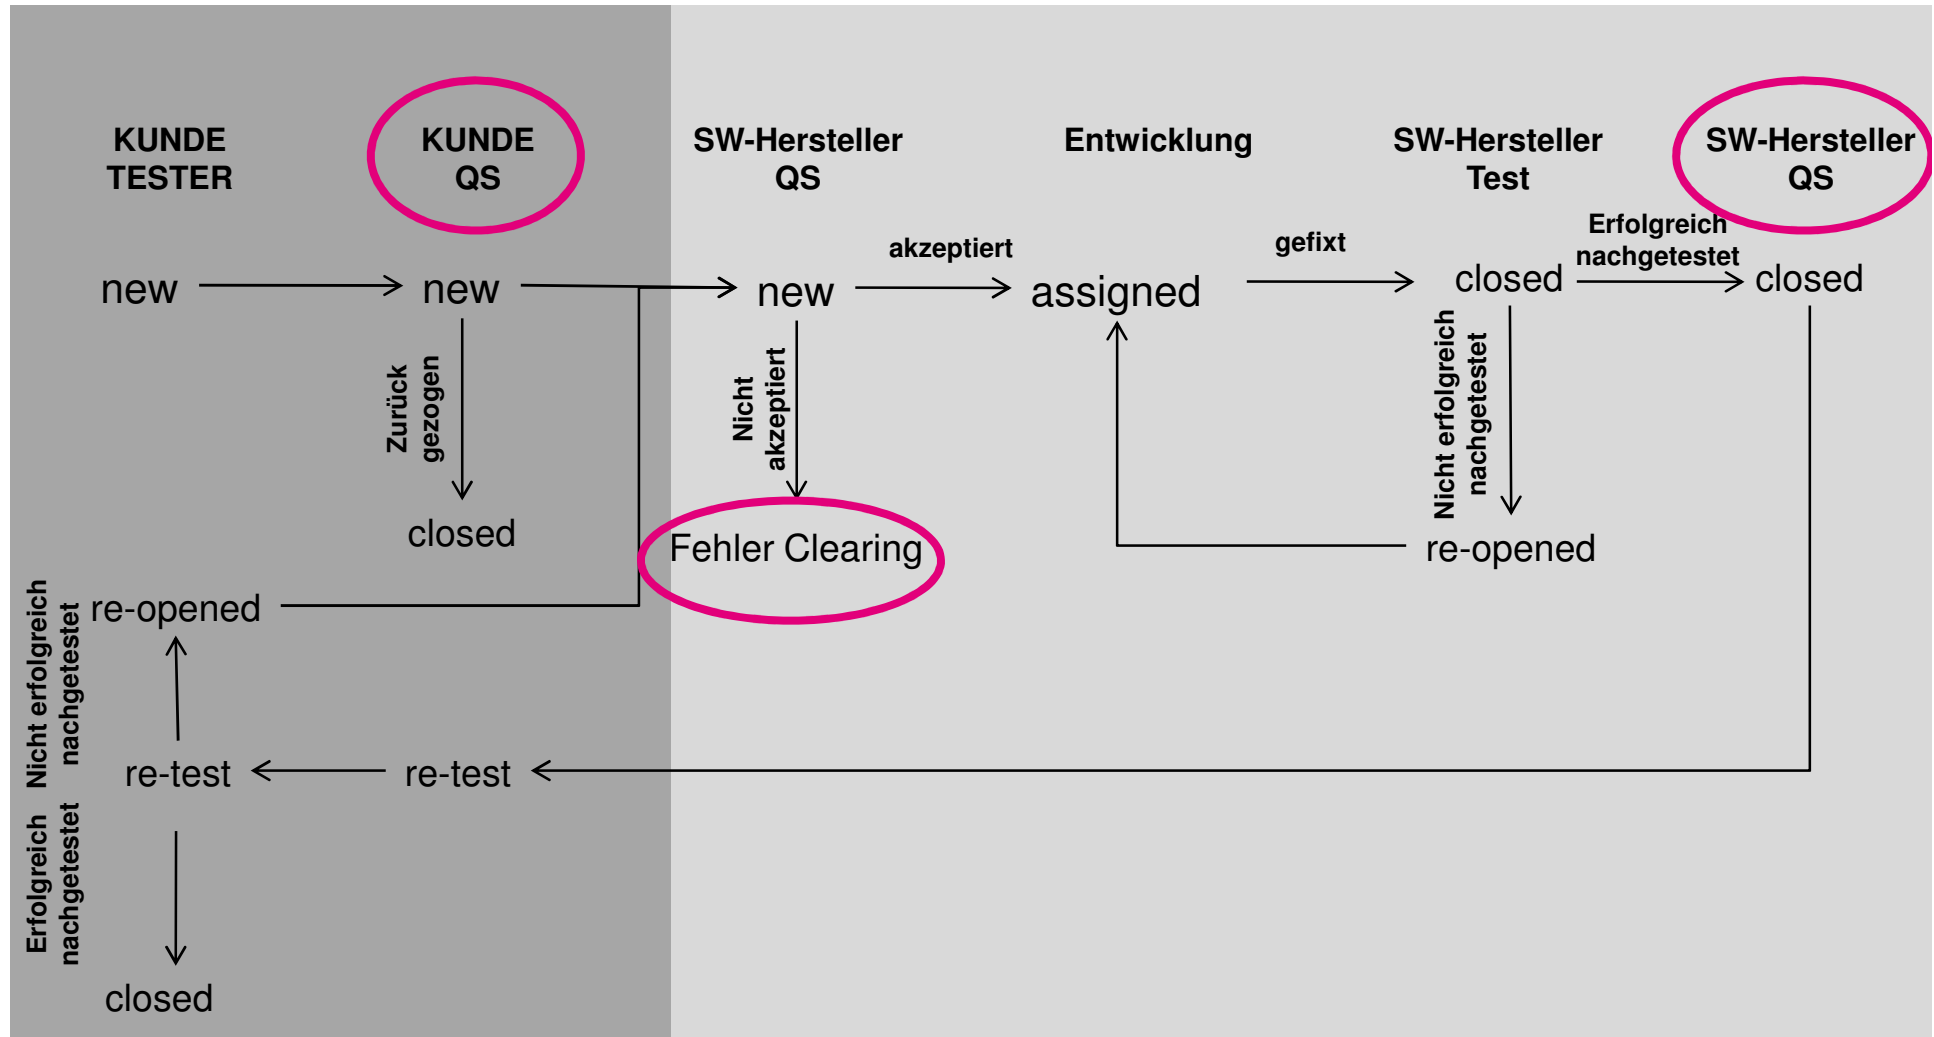 KUNDE
TESTER
KUNDE
QS
SW-Hersteller
QS
Entwicklung
SW-Hersteller
Test
SW-Hersteller
QS
akzeptiert
gefixt
Erfolgreich
nachgetestet
new
new
new
assigned
closed
closed
Zurück
gezogen
Nicht
akzeptiert
Nicht erfolgreich
nachgetestet
closed
Fehler Clearing
re-opened
re-opened
Nicht erfolgreich
nachgetestet
re-test
re-test
Erfolgreich
nachgetestet
closed